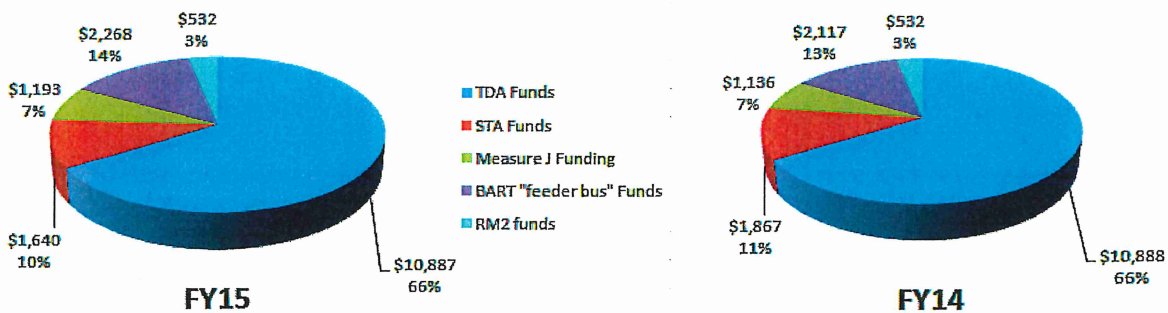 $532
3%
$2,268
14%
$1,193
7%
$1,640
10%
$10,887
66%
FY15
TDA Funds
STA Funds
Measure J Funding
BART "feeder bus" Funds
RM2 funds
$532
3%
$2,117
13%
$1,136
7%
$1,867
11%
$10,888
66%
FY14